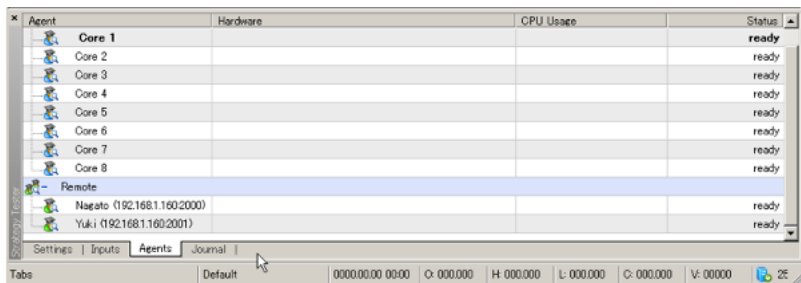 Agent Hardware CPU Usage Status
Core 1 ready
Core 2 ready
Core 3 ready
Core 4 ready
Core 5 ready
Core 6 ready
Core 7 ready
Core 8 ready
Remote
Nagato (192.168.1.160:2000) ready
Yuki (192.168.1.160:2001) ready
Strategy Tester
Settings | Inputs | Agents | Journal |
Tabs Default 0000.00.00 00:00 O: 000.000 H: 000.000 L: 000.000 C: 000.000 V: 00000